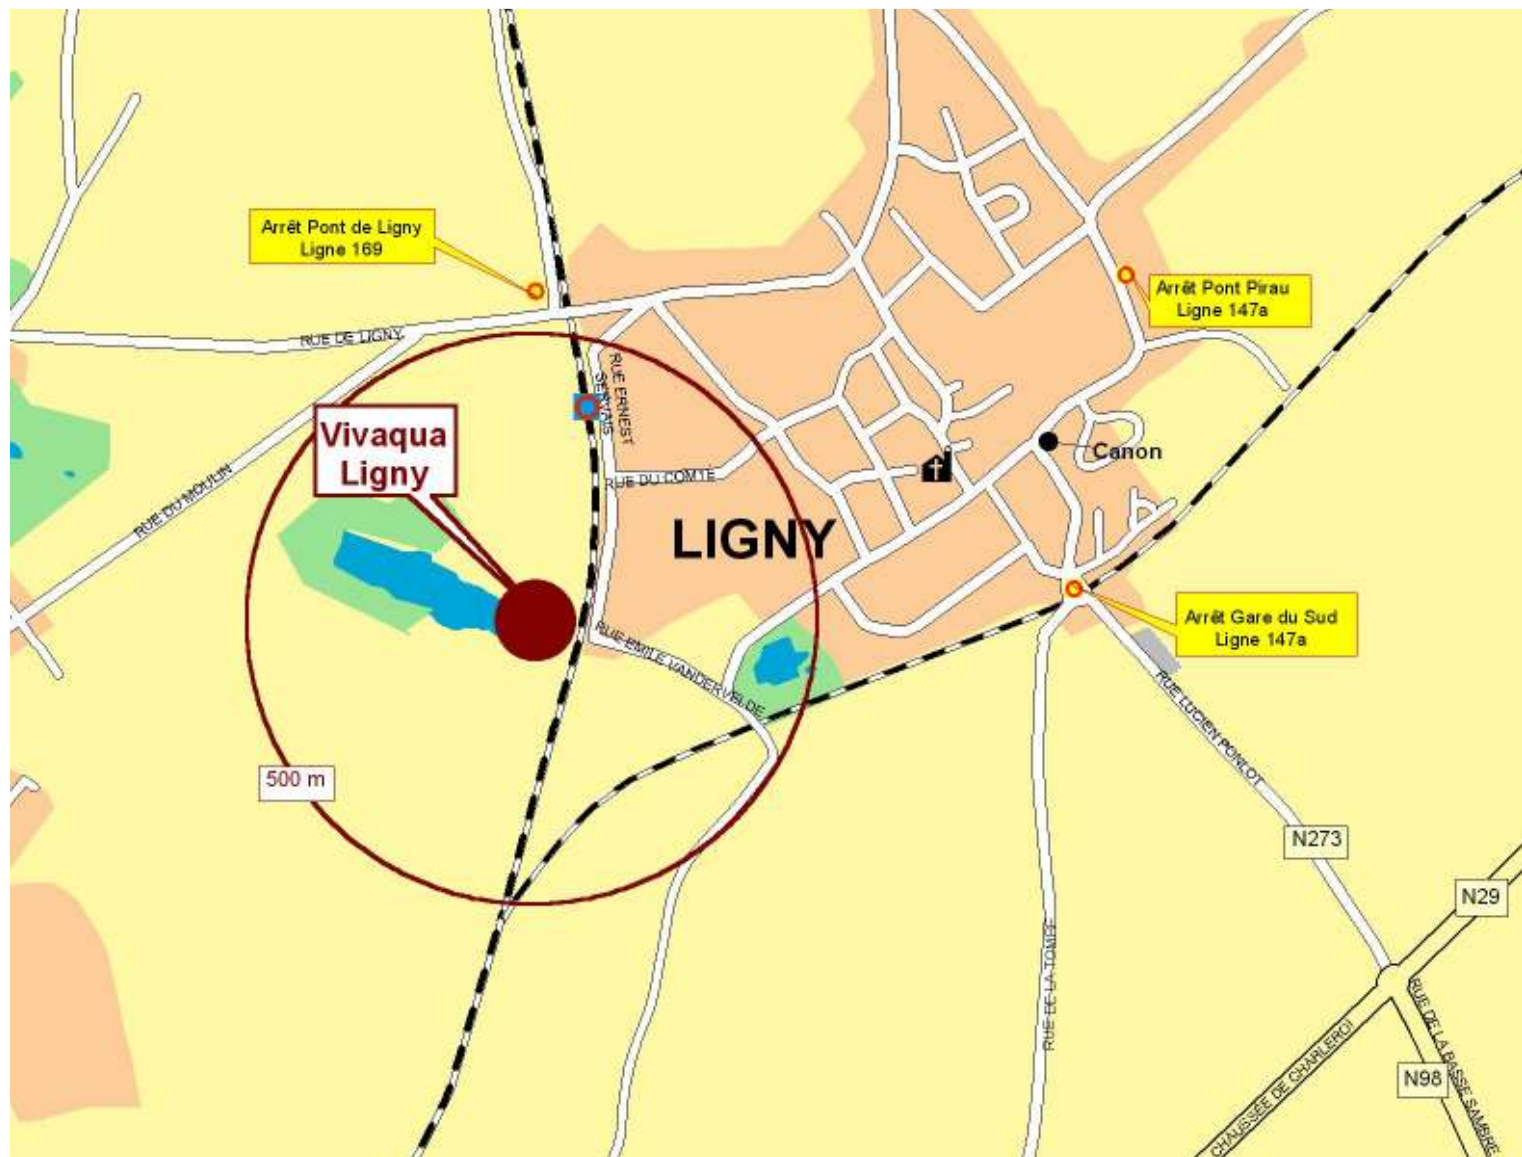 Arrêt Pont de Ligny
Ligne 169
Arrêt Pont Pirau
Ligne 147a
RUE DE LIGNY
RUE ERNEST
SERVAIS
Vivaqua
Ligny
Canon
RUE DU MOULIN
RUE DU COMTE
LIGNY
Arrêt Gare du Sud
Ligne 147a
RUE EMILE VANDERVELDE
RUE LUCIEN PONLOT
500 m
N273
N29
RUE DE LA TOMBE
RUE DE LA BASSE SAMBRE
CHAUSSÉE DE CHARLEROI
N98